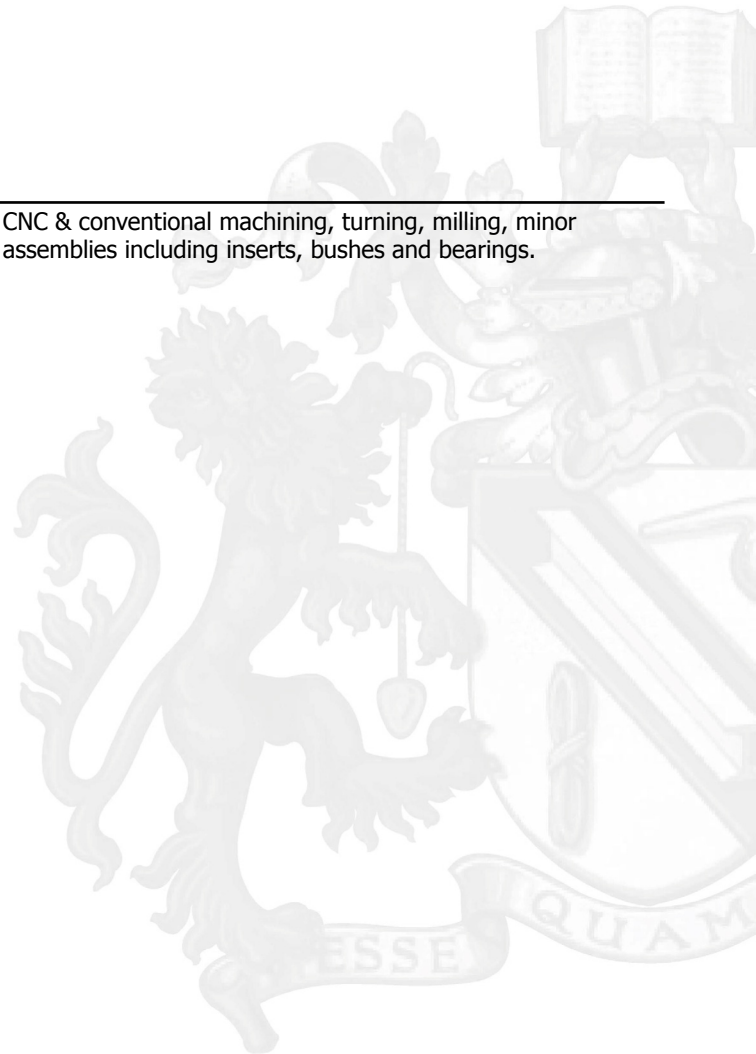 CNC & conventional machining, turning, milling, minor
assemblies including inserts, bushes and bearings.
ESSE QUAM